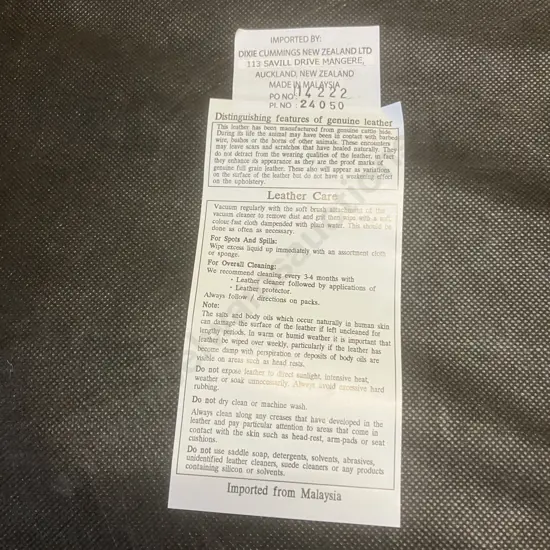 IMPORTED BY:
DIXIE CUMMINGS NEW ZEALAND LTD
113 SAVILL DRIVE MANGERE,
AUCKLAND, NEW ZEALAND
MADE IN MALAYSIA
PO NO: 14222
PI. NO : 24050
Distinguishing features of genuine leather
This leather has been manufactured from genuine cattle hide.
During its life the animal may have been in contact with barbed
wire, bushes or the horns of other animals. These encounters
may leave scars and scratches that have healed naturally. They
do not detract from the wearing qualities of the leather, in fact
they enhance its appearance as they are the proof marks of
genuine full grain leather. These also will appear as variations
on the surface of the leather but do not have a weakening effect
on the upholstery.
Leather Care
Vacuum regularly with the soft brush attachment of the
vacuum cleaner to remove dust and grit then wipe with a soft,
colour-fast cloth dampended with plain water. This should be
done as often as necessary.
For Spots And Spills:
Wipe excess liquid up immediately with an assortment cloth
or sponge.
For Overall Cleaning:
We recommend cleaning every 3-4 months with
• Leather cleaner followed by applications of
• Leather protector.
Always follow / directions on packs.
Note:
The salts and body oils which occur naturally in human skin
can damage the surface of the leather if left uncleaned for
lengthy periods. In warm or humid weather it is important that
leather be wiped over weekly, particularly if the leather has
become damp with perspiration or deposits of body oils are
visible on areas such as head rests.
Do not expose leather to direct sunlight, intensive heat,
weather or soak unnecessarily. Always avoid excessive hard
rubbing.
Do not dry clean or machine wash.
Always clean along any creases that have developed in the
leather and pay particular attention to areas that come in
contact with the skin such as head-rest, arm-pads or seat
cushions.
Do not use saddle soap, detergents, solvents, abrasives,
unidentified leather cleaners, suede cleaners or any products
containing silicon or solvents.
Imported from Malaysia